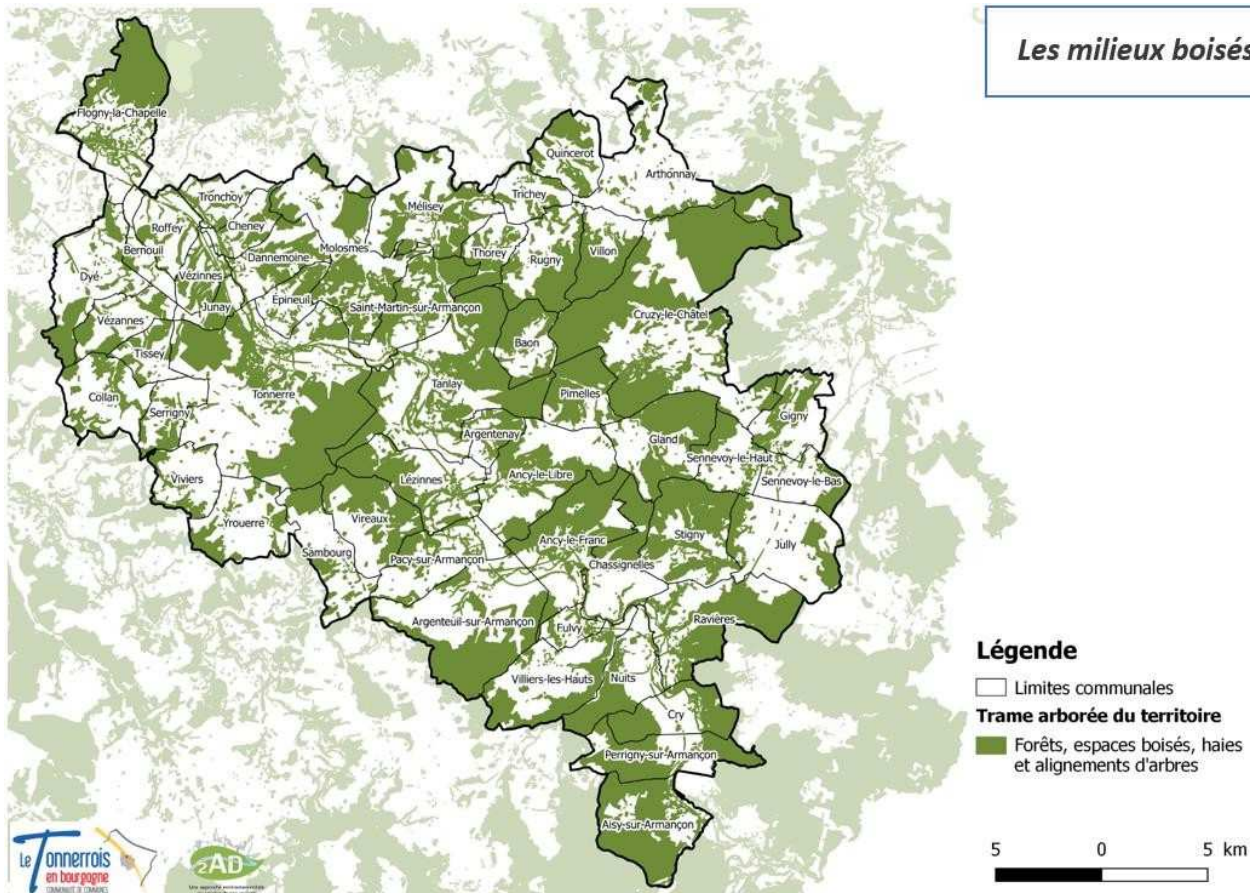 Les milieux boisés
Flogny-la-Chapelle
Quincerot
Arthonnay
Tronchoy
Trichey
Mélisey
Roffey
Cheney
Molosmes
Bernouil
Dannemoine
Thorey
Rugny
Villon
Dyé
Vézinnes
Junay
Epineuil
Saint-Martin-sur-Armançon
Cruzy-le-Châtel
Vézannes
Baon
Tissey
Tanlay
Collan
Tonnerre
Pimelles
Serrigny
Gigny
Argentenay
Gland
Sennevoy-le-Haut
Viviers
Lézinnes
Ancy-le-Libre
Sennevoy-le-Bas
Yrouerre
Vireaux
Stigny
Sambourg
Ancy-le-Franc
Jully
Pacy-sur-Armançon
Chassignelles
Argenteuil-sur-Armançon
Fulvy
Ravières
Villiers-les-Hauts
Nuits
Cry
Perrigny-sur-Armançon
Aisy-sur-Armançon
Légende
Limites communales
Trame arborée du territoire
Forêts, espaces boisés, haies
et alignements d'arbres
5 0 5 km
Le Tonnerrois
en bourgogne
COMMUNAUTÉ DE COMMUNES
2AD